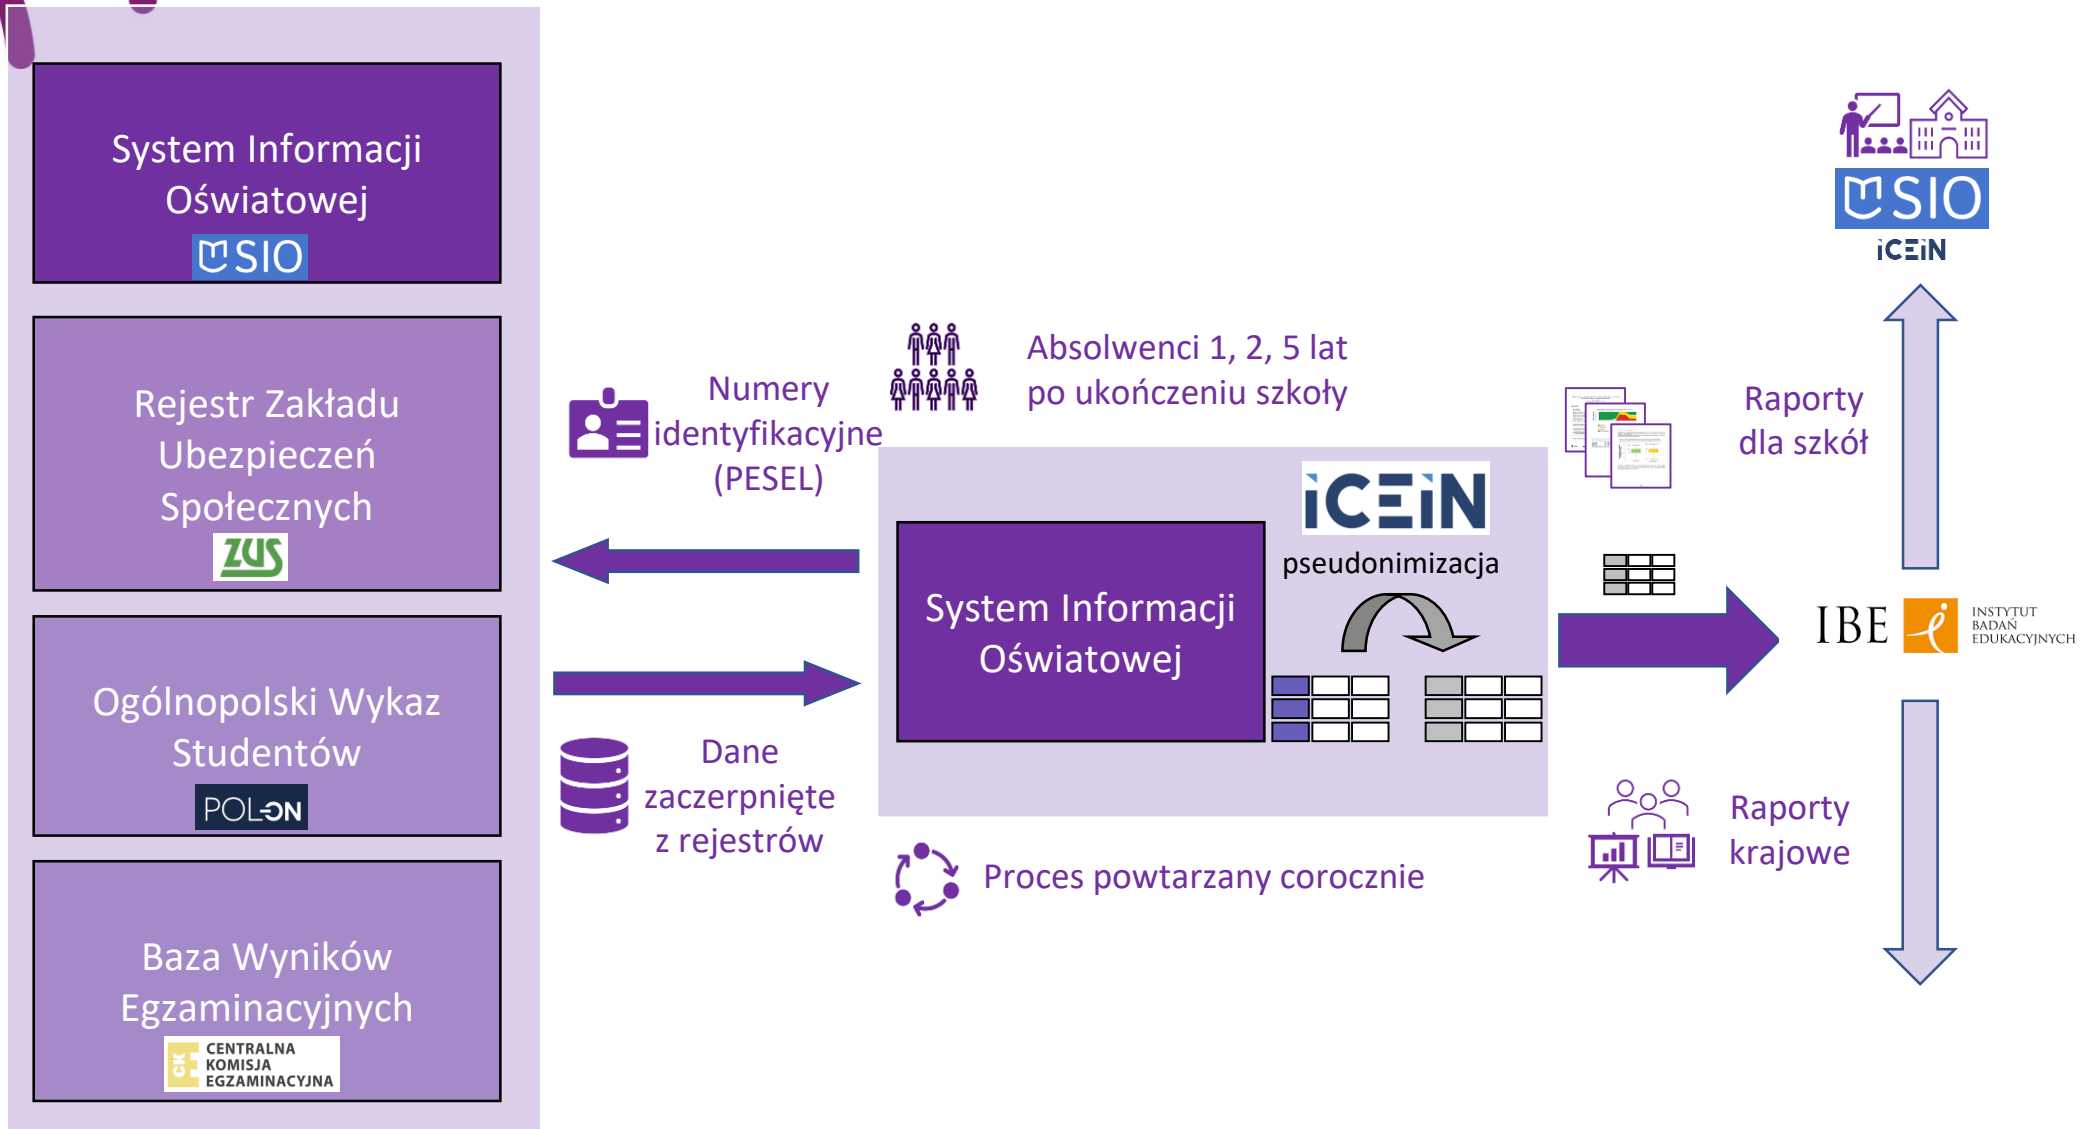 System Informacji
Oświatowej
SIO
Rejestr Zakładu
Ubezpieczeń
Społecznych
ZUS
Ogólnopolski Wykaz
Studentów
POL-ON
Baza Wyników
Egzaminacyjnych
CKE
CENTRALNA
KOMISJA
EGZAMINACYJNA
Numery
identyfikacyjne
(PESEL)
Dane
zaczerpnięte
z rejestrów
Absolwenci 1, 2, 5 lat
po ukończeniu szkoły
System Informacji
Oświatowej
iCEiN
pseudonimizacja
Proces powtarzany corocznie
Raporty
dla szkół
Raporty
krajowe
SIO
iCEiN
IBE
INSTYTUT
BADAŃ
EDUKACYJNYCH